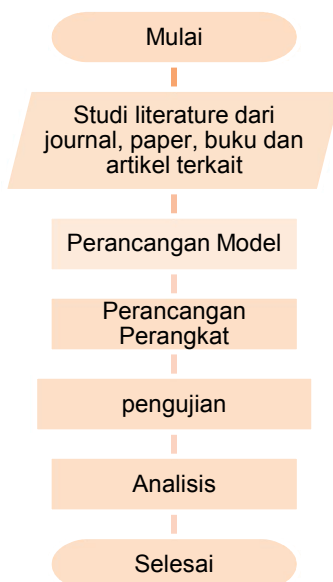 Mulai
Studi literature dari
journal, paper, buku dan
artikel terkait
Perancangan Model
Perancangan
Perangkat
pengujian
Analisis
Selesai